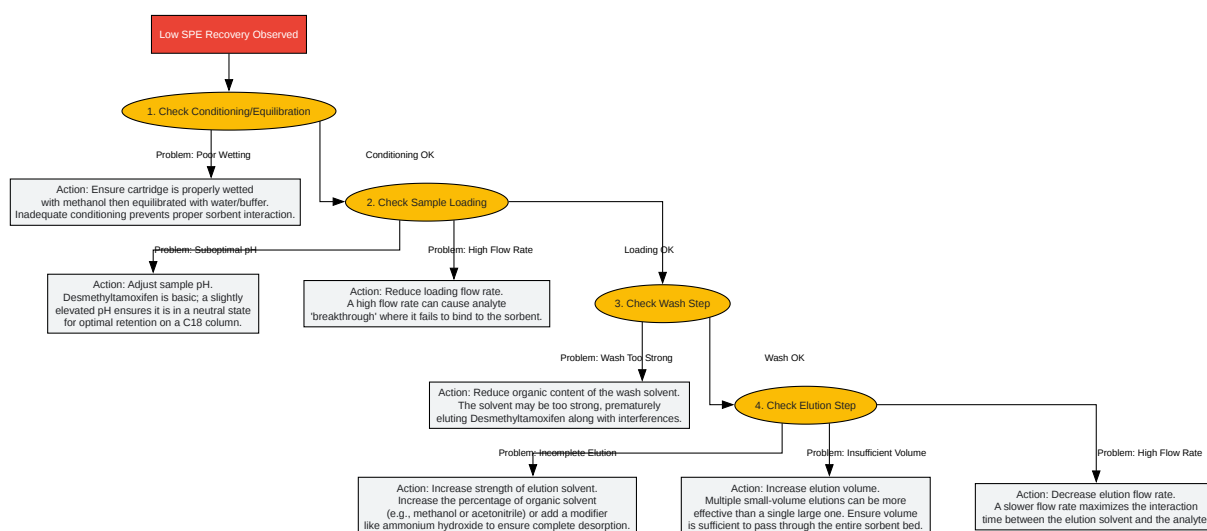 Low SPE Recovery Observed
1. Check Conditioning/Equilibration
Problem: Poor Wetting
Conditioning OK
Action: Ensure cartridge is properly wetted
with methanol then equilibrated with water/buffer.
Inadequate conditioning prevents proper sorbent interaction.
2. Check Sample Loading
Problem: Suboptimal pH
Problem: High Flow Rate
Loading OK
Action: Adjust sample pH.
Desmethyltamoxifen is basic; a slightly
elevated pH ensures it is in a neutral state
for optimal retention on a C18 column.
Action: Reduce loading flow rate.
A high flow rate can cause analyte
'breakthrough' where it fails to bind to the sorbent.
3. Check Wash Step
Problem: Wash Too Strong
Wash OK
Action: Reduce organic content of the wash solvent.
The solvent may be too strong, prematurely
eluting Desmethyltamoxifen along with interferences.
4. Check Elution Step
Problem: Incomplete Elution
Problem: Insufficient Volume
Problem: High Flow Rate
Action: Increase strength of elution solvent.
Increase the percentage of organic solvent
(e.g., methanol or acetonitrile) or add a modifier
like ammonium hydroxide to ensure complete desorption.
Action: Increase elution volume.
Multiple small-volume elutions can be more
effective than a single large one. Ensure volume
is sufficient to pass through the entire sorbent bed.
Action: Decrease elution flow rate.
A slower flow rate maximizes the interaction
time between the elution solvent and the analyte